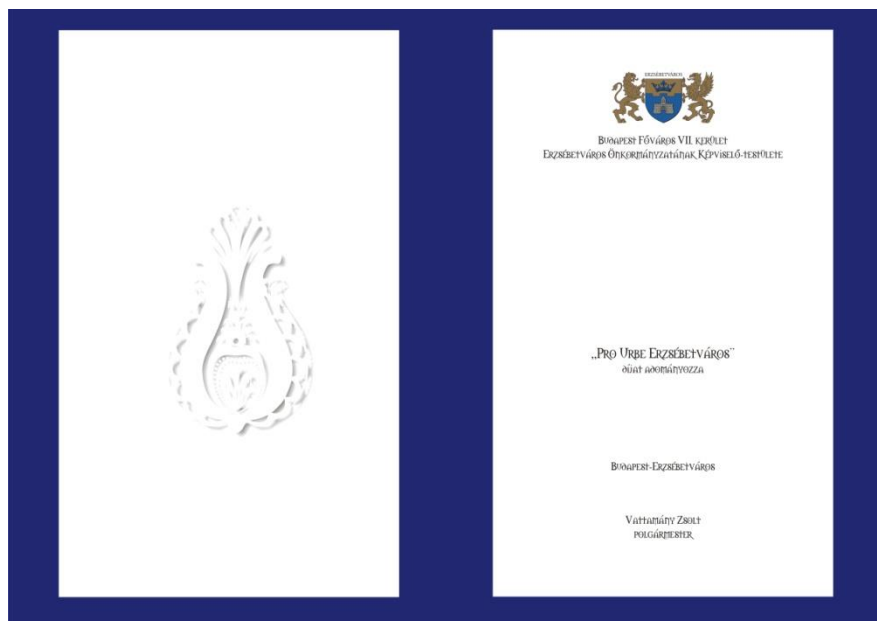 ERZSÉBETVÁROS
Budapest Főváros VII. kerület
Erzsébetváros Önkormányzatának Képviselő-testülete
„Pro Urbe Erzsébetváros”
díjat adományozza
Budapest-Erzsébetváros
Vattamány Zsolt
polgármester